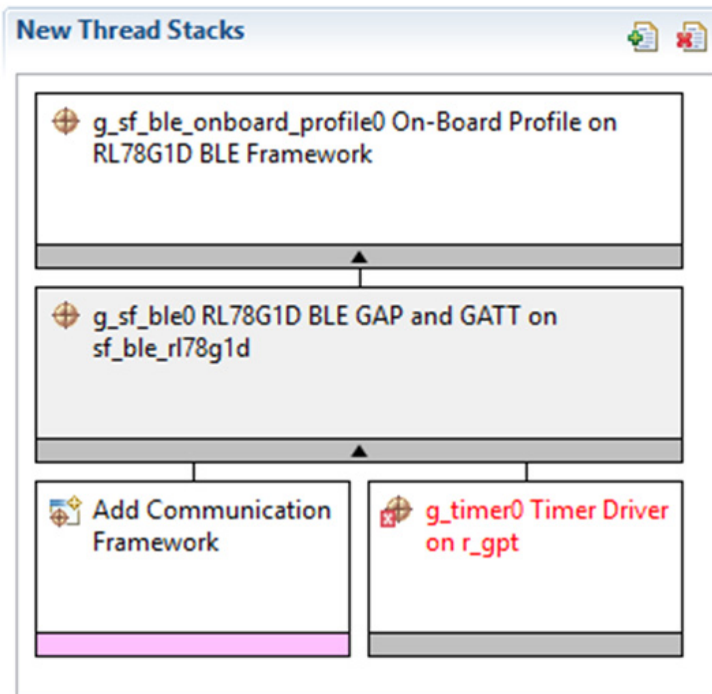 New Thread Stacks
g_sf_ble_onboard_profile0 On-Board Profile on
RL78G1D BLE Framework
g_sf_ble0 RL78G1D BLE GAP and GATT on
sf_ble_rl78g1d
Add Communication
Framework
g_timer0 Timer Driver
on r_gpt